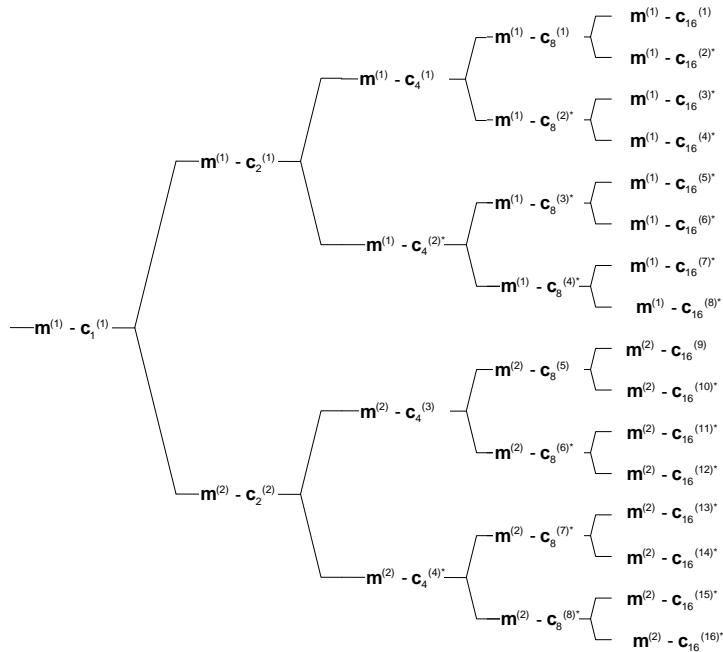 m(1) - c16(1)
m(1) - c8(1)
m(1) - c16(2)*
m(1) - c4(1)
m(1) - c16(3)*
m(1) - c8(2)*
m(1) - c16(4)*
m(1) - c2(1)
m(1) - c16(5)*
m(1) - c8(3)*
m(1) - c16(6)*
m(1) - c4(2)*
m(1) - c16(7)*
m(1) - c8(4)*
m(1) - c16(8)*
m(1) - c1(1)
m(2) - c16(9)
m(2) - c8(5)
m(2) - c16(10)*
m(2) - c4(3)
m(2) - c16(11)*
m(2) - c8(6)*
m(2) - c16(12)*
m(2) - c2(2)
m(2) - c16(13)*
m(2) - c8(7)*
m(2) - c16(14)*
m(2) - c4(4)*
m(2) - c16(15)*
m(2) - c8(8)*
m(2) - c16(16)*